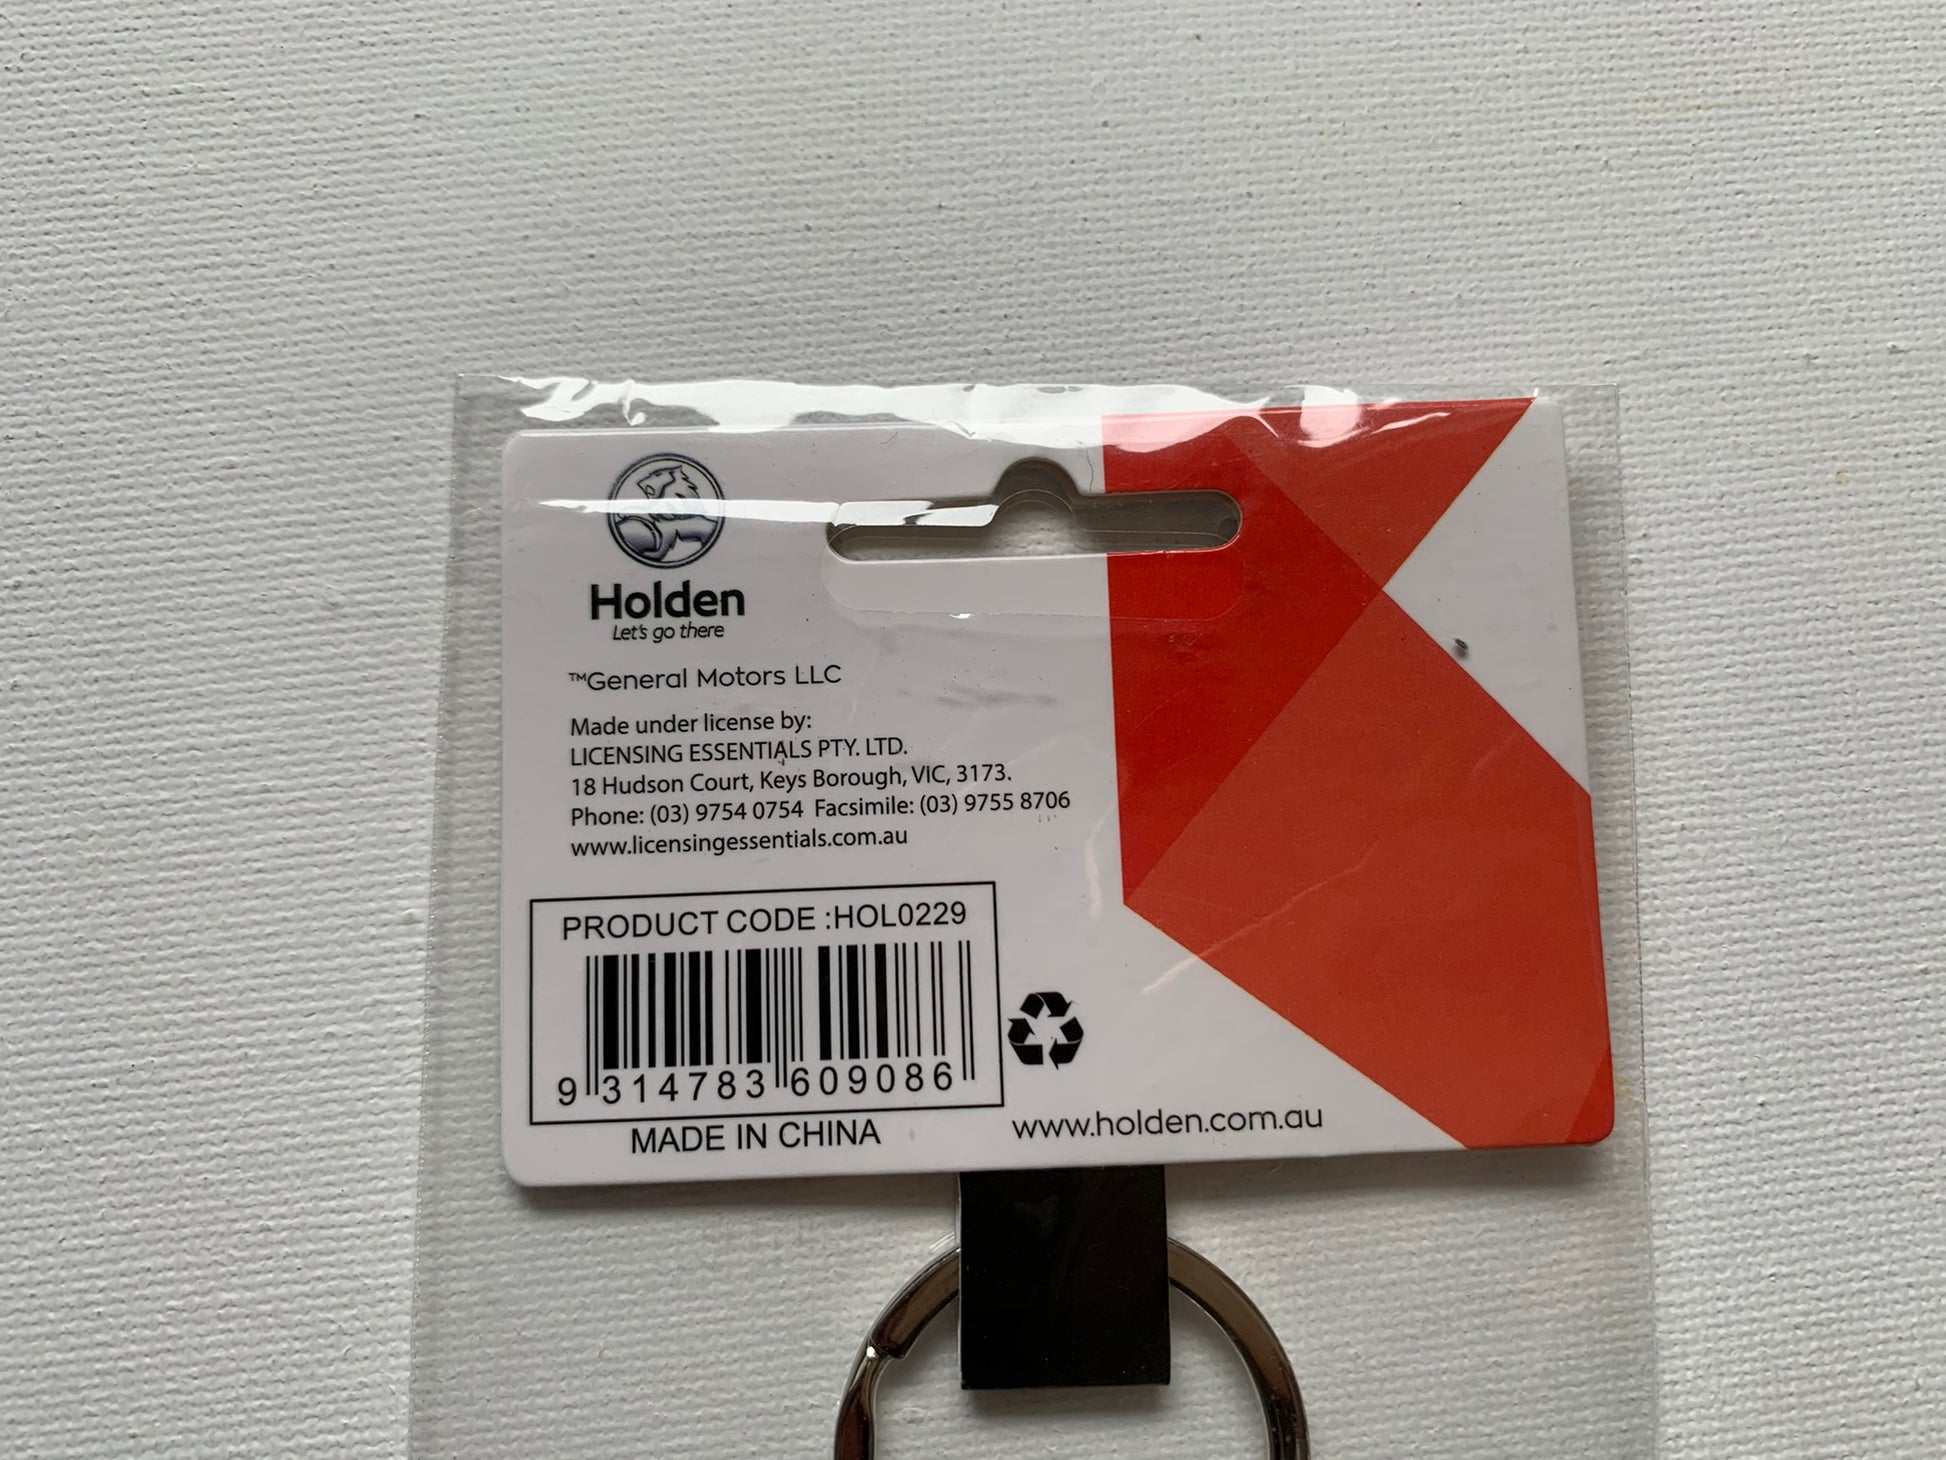 Holden
Let's go there
™General Motors LLC
Made under license by:
LICENSING ESSENTIALS PTY. LTD.
18 Hudson Court, Keys Borough, VIC, 3173.
Phone: (03) 9754 0754 Facsimile: (03) 9755 8706
www.licensingessentials.com.au
PRODUCT CODE :HOL0229
9 314783 609086
MADE IN CHINA
www.holden.com.au